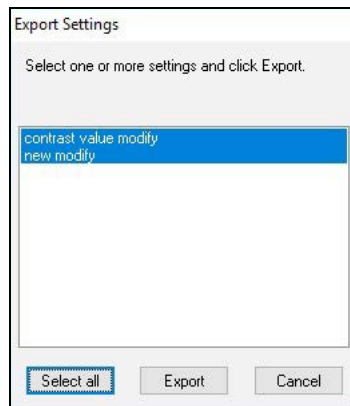 Export Settings
Select one or more settings and click Export.
contrast value modify
new modify
Select all
Export
Cancel